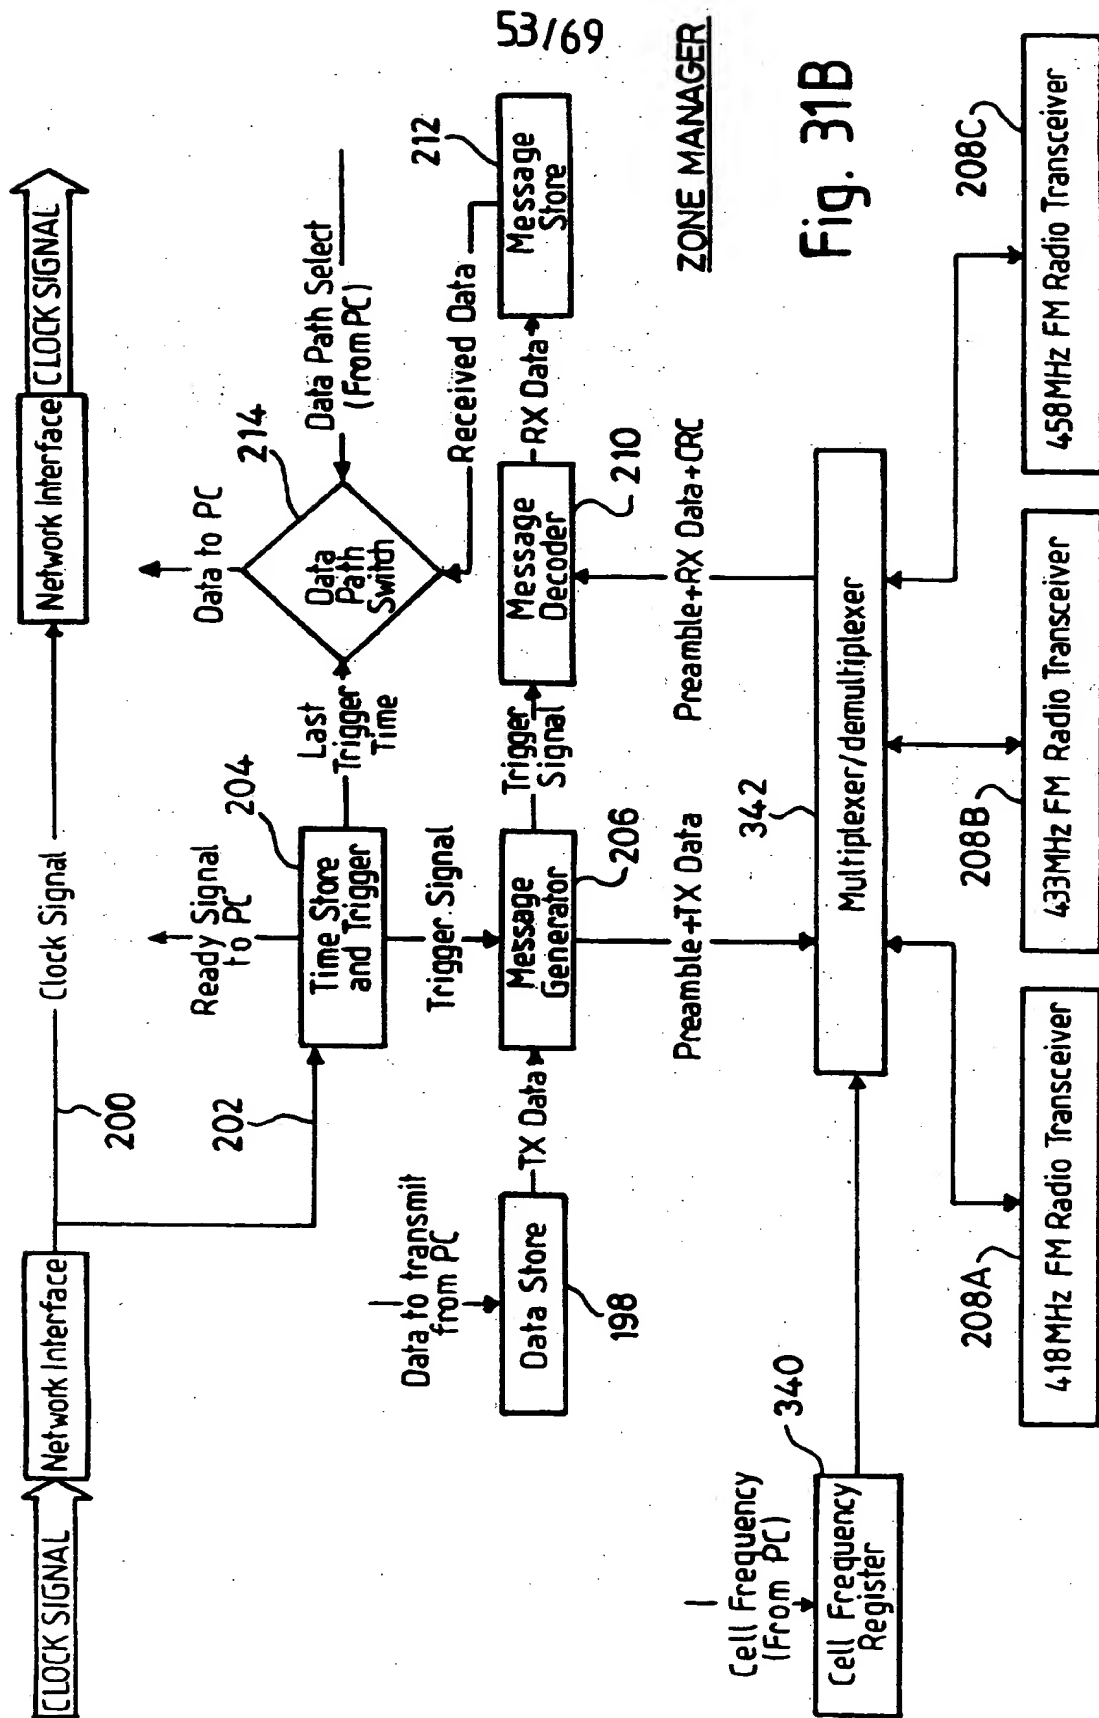 53/69
CLOCK SIGNAL
Network Interface
Clock Signal
Network Interface
CLOCK SIGNAL
200
202
Ready Signal
to PC
204
Time Store
and Trigger
Last
Trigger
Time
Data to PC
214
Data
Path
Switch
Data Path Select
(From PC)
Trigger Signal
Received Data
212
Message
Store
Data to transmit
from PC
Data Store
198
TX Data
Message
Generator
206
Trigger
Signal
Message
Decoder
210
RX Data
Preamble+TX Data
Preamble+RX Data+CRC
ZONE MANAGER
Cell Frequency
(From PC)
340
Cell Frequency
Register
342
Multiplexer/demultiplexer
Fig. 31B
208A
418MHz FM Radio Transceiver
208B
433MHz FM Radio Transceiver
208C
458MHz FM Radio Transceiver